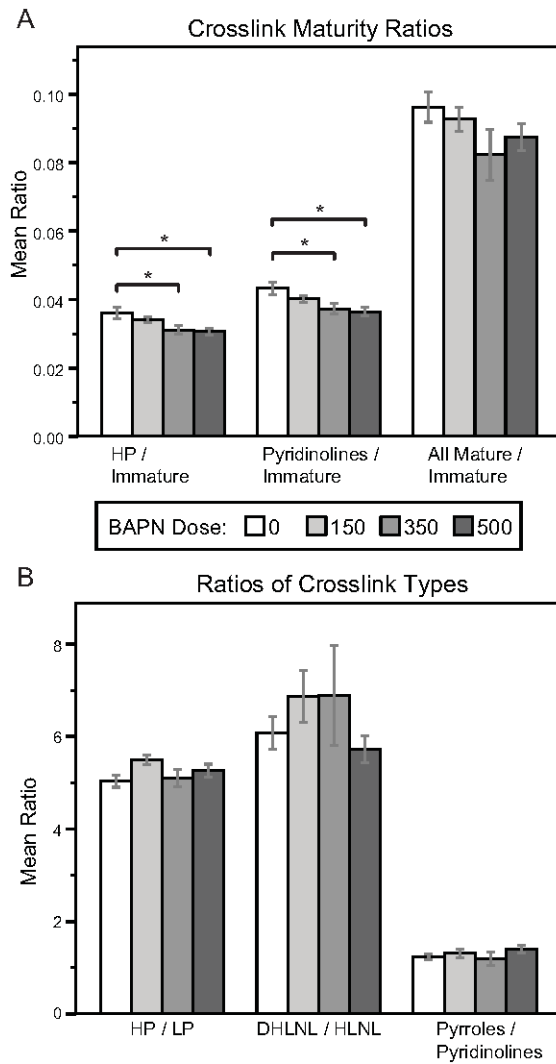 A
Crosslink Maturity Ratios
Mean Ratio
0.10
0.08
0.06
0.04
0.02
0.00
*
*
*
*
HP /
Immature
Pyridinolines /
Immature
All Mature /
Immature
BAPN Dose: 0 150 350 500
B
Ratios of Crosslink Types
Mean Ratio
8
6
4
2
0
HP / LP
DHLNL / HLNL
Pyrroles /
Pyridinolines